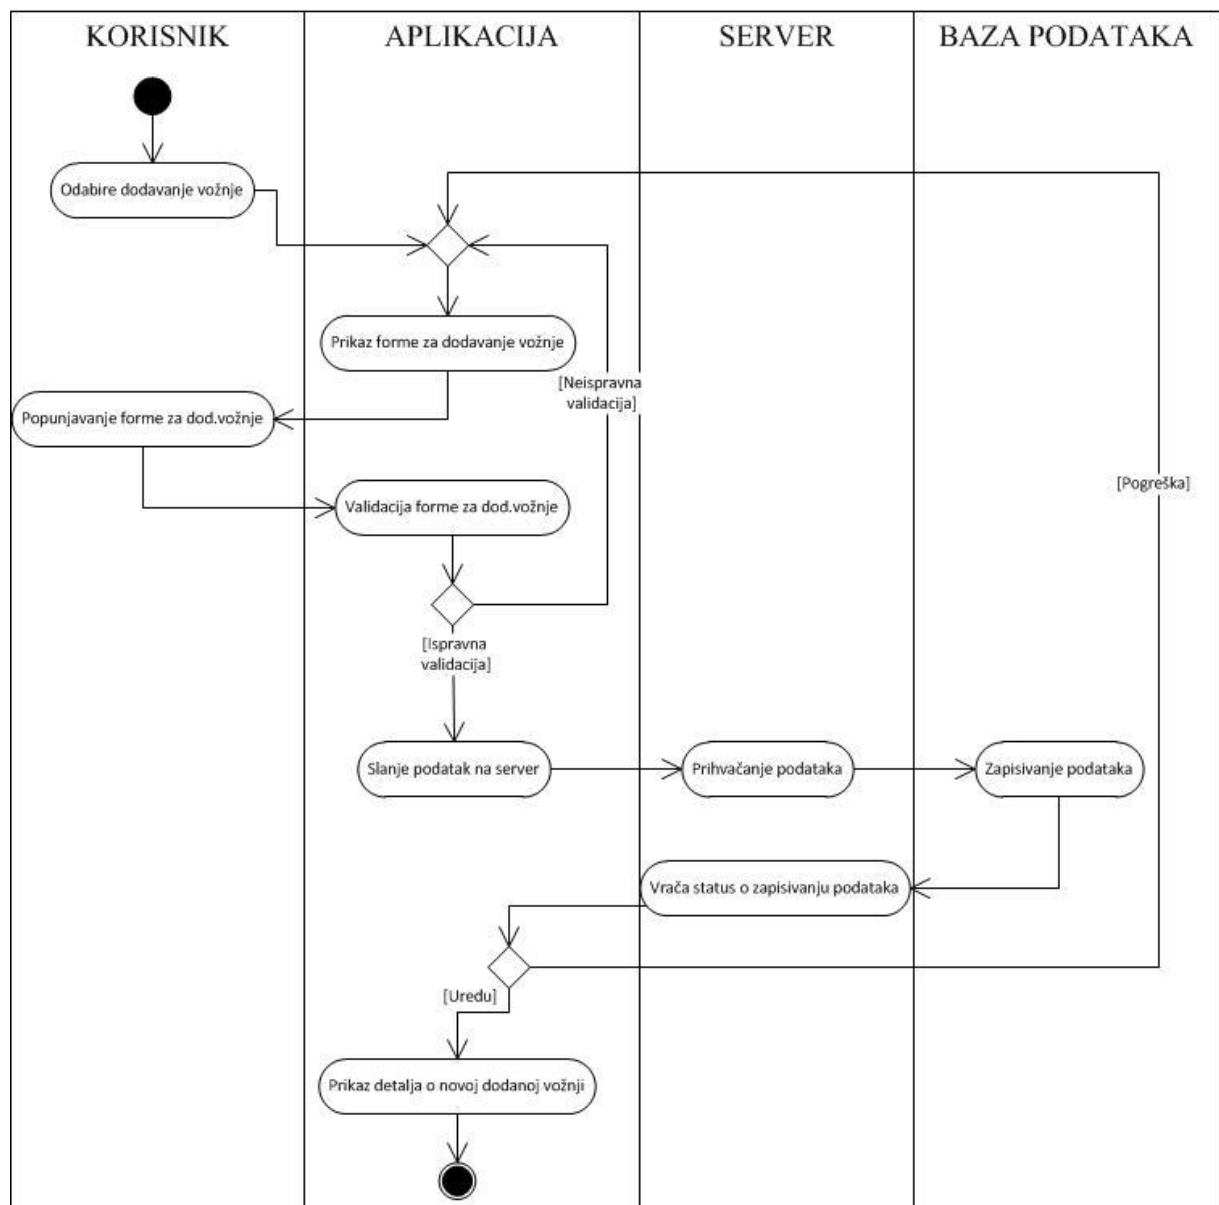 KORISNIK
APLIKACIJA
SERVER
BAZA PODATAKA
Odabire dodavanje vožnje
Prikaz forme za dodavanje vožnje
[Neispravna
validacija]
Popunjavanje forme za dod.vožnje
[Pogreška]
Validacija forme za dod.vožnje
[Ispravna
validacija]
Slanje podatak na server
Prihvačanje podataka
Zapisivanje podataka
Vrača status o zapisivanju podataka
[Uredu]
Prikaz detalja o novoj dodanoj vožnji